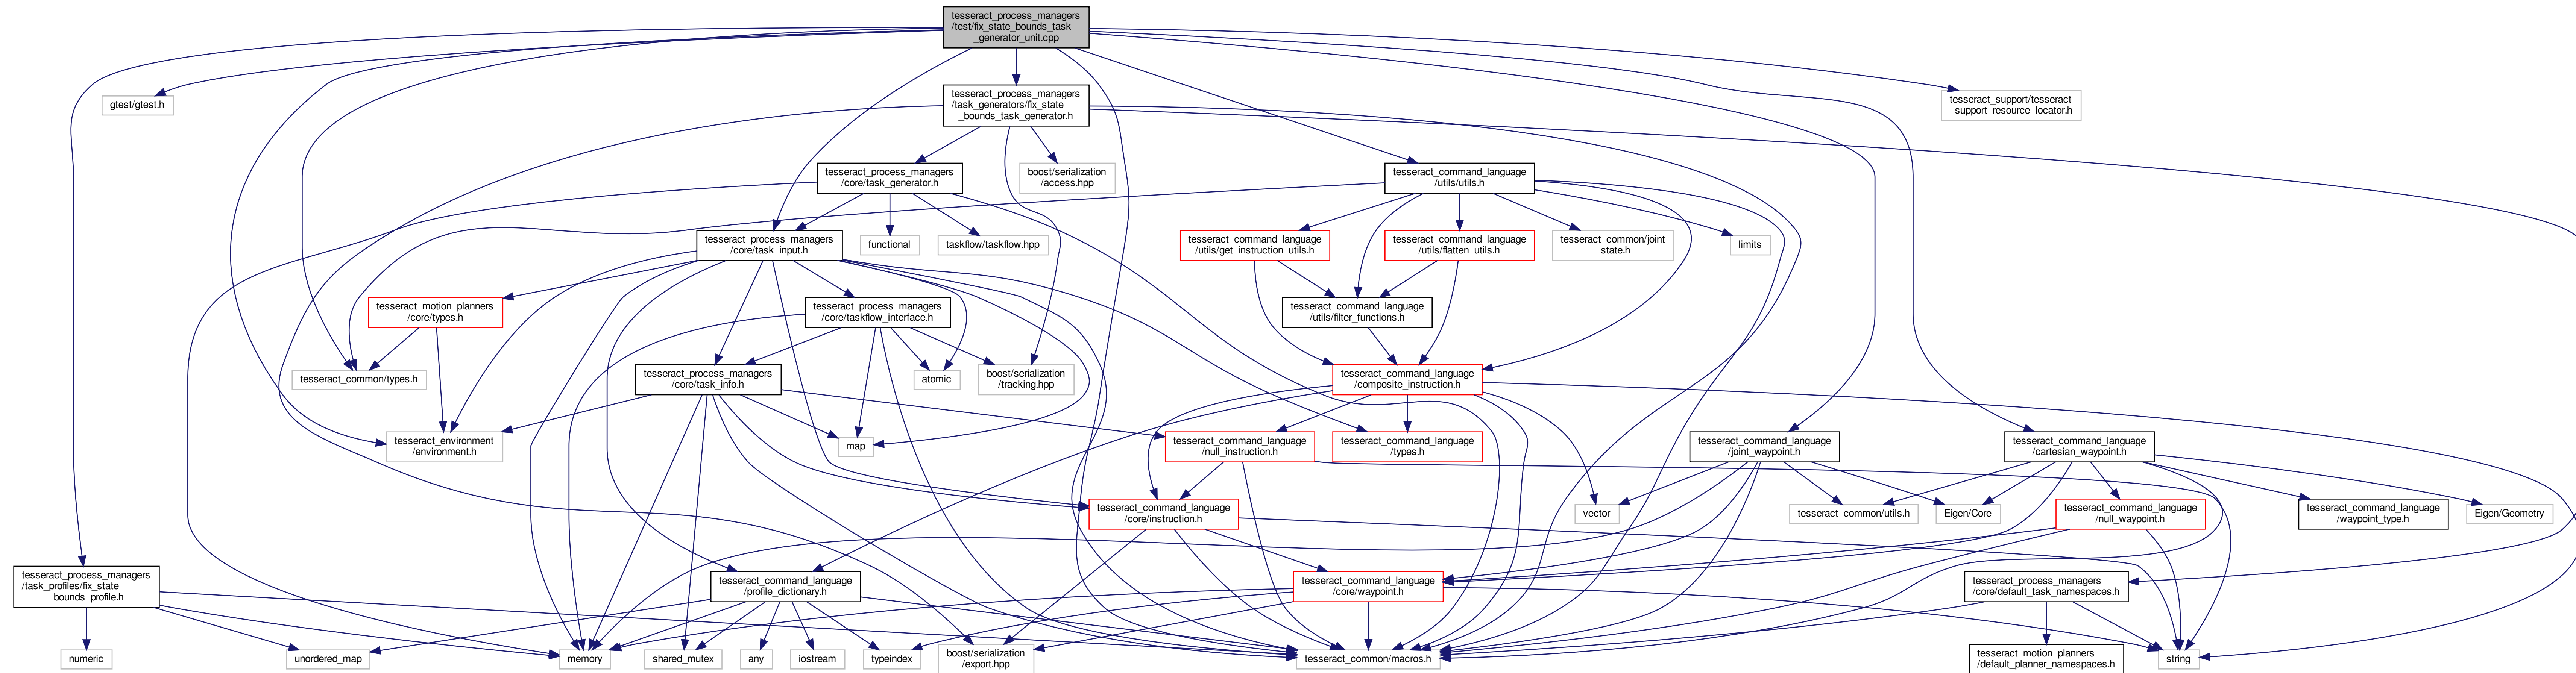 tesseract_process_managers
/test/fix_state_bounds_task
_generator_unit.cpp
gtest/gtest.h
tesseract_process_managers
/task_generators/fix_state
_bounds_task_generator.h
tesseract_support/tesseract
_support_resource_locator.h
tesseract_process_managers
/core/task_generator.h
boost/serialization
/access.hpp
tesseract_command_language
/utils/utils.h
tesseract_process_managers
/core/task_input.h
functional
taskflow/taskflow.hpp
tesseract_command_language
/utils/get_instruction_utils.h
tesseract_command_language
/utils/flatten_utils.h
tesseract_common/joint
_state.h
limits
tesseract_motion_planners
/core/types.h
tesseract_process_managers
/core/taskflow_interface.h
tesseract_command_language
/utils/filter_functions.h
tesseract_common/types.h
tesseract_process_managers
/core/task_info.h
atomic
boost/serialization
/tracking.hpp
tesseract_command_language
/composite_instruction.h
tesseract_environment
/environment.h
map
tesseract_command_language
/null_instruction.h
tesseract_command_language
/types.h
tesseract_command_language
/joint_waypoint.h
tesseract_command_language
/cartesian_waypoint.h
tesseract_command_language
/core/instruction.h
vector
tesseract_common/utils.h
Eigen/Core
tesseract_command_language
/null_waypoint.h
tesseract_command_language
/waypoint_type.h
Eigen/Geometry
tesseract_process_managers
/task_profiles/fix_state
_bounds_profile.h
tesseract_command_language
/profile_dictionary.h
tesseract_command_language
/core/waypoint.h
tesseract_process_managers
/core/default_task_namespaces.h
numeric
unordered_map
memory
shared_mutex
any
iostream
typeindex
boost/serialization
/export.hpp
tesseract_common/macros.h
tesseract_motion_planners
/default_planner_namespaces.h
string